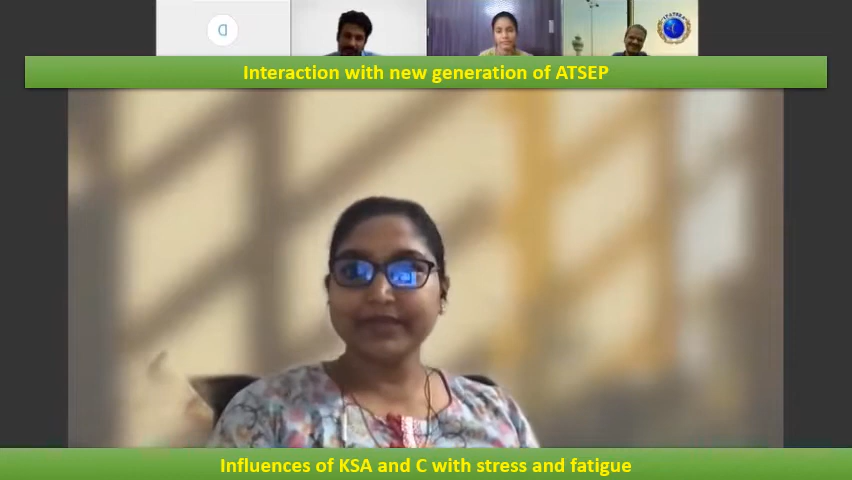 D
Interaction with new generation of ATSEP
Influences of KSA and C with stress and fatigue